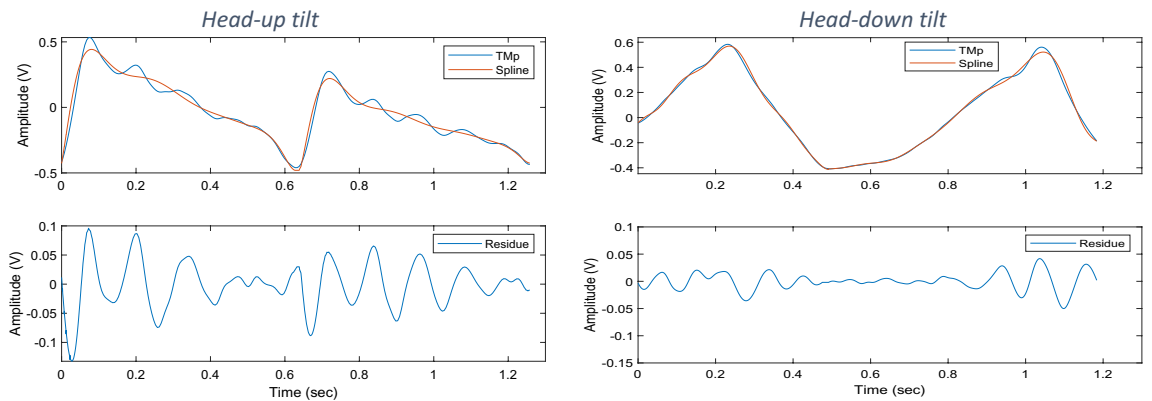 Head-up tilt
Head-down tilt
0.5
0
-0.5
Amplitude (V)
TMp
Spline
0 0.2 0.4 0.6 0.8 1 1.2
0.6
0.4
0.2
0
-0.2
-0.4
Amplitude (V)
TMp
Spline
0 0.2 0.4 0.6 0.8 1 1.2
0.1
0.05
0
-0.05
-0.1
Amplitude (V)
Residue
0 0.2 0.4 0.6 0.8 1 1.2
Time (sec)
0.1
0.05
0
-0.05
-0.1
-0.15
Amplitude (V)
Residue
0 0.2 0.4 0.6 0.8 1 1.2
Time (sec)